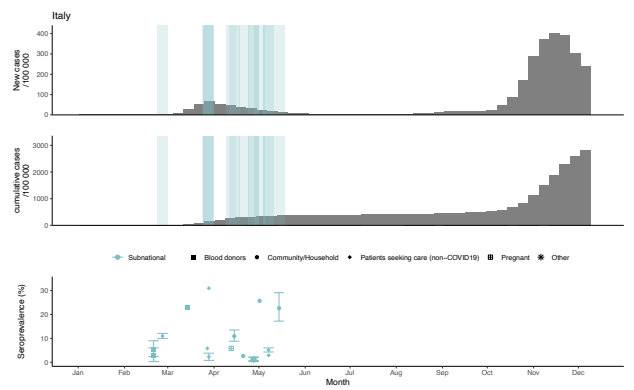 Italy
New cases
/100 000
400
300
200
100
0
cumulative cases
/100 000
3000
2000
1000
0
Subnational Blood donors Community/Household Patients seeking care (non−COVID19) Pregnant Other
Seroprevalence (%)
30
20
10
0
Jan Feb Mar Apr May Jun Jul Aug Sep Oct Nov Dec
Month